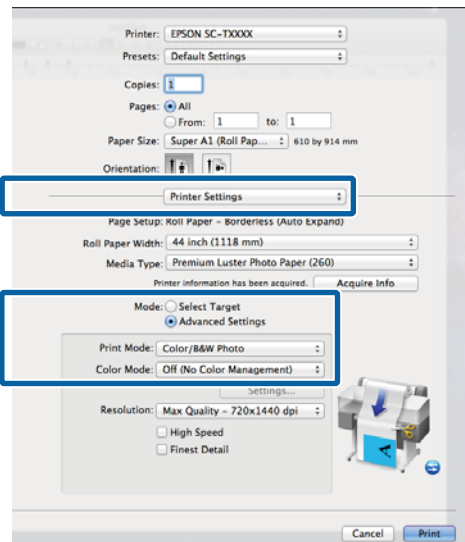 Printer: EPSON SC-TXXXX
Presets: Default Settings
Copies: 1
Pages: All
From: 1 to: 1
Paper Size: Super A1 (Roll Pap... 610 by 914 mm
Orientation:
Printer Settings
Page Setup: Roll Paper - Borderless (Auto Expand)
Roll Paper Width: 44 inch (1118 mm)
Media Type: Premium Luster Photo Paper (260)
Printer information has been acquired. Acquire Info
Mode: Select Target
Advanced Settings
Print Mode: Color/B&W Photo
Color Mode: Off (No Color Management)
Settings...
Resolution: Max Quality - 720x1440 dpi
High Speed
Finest Detail
A
Cancel Print